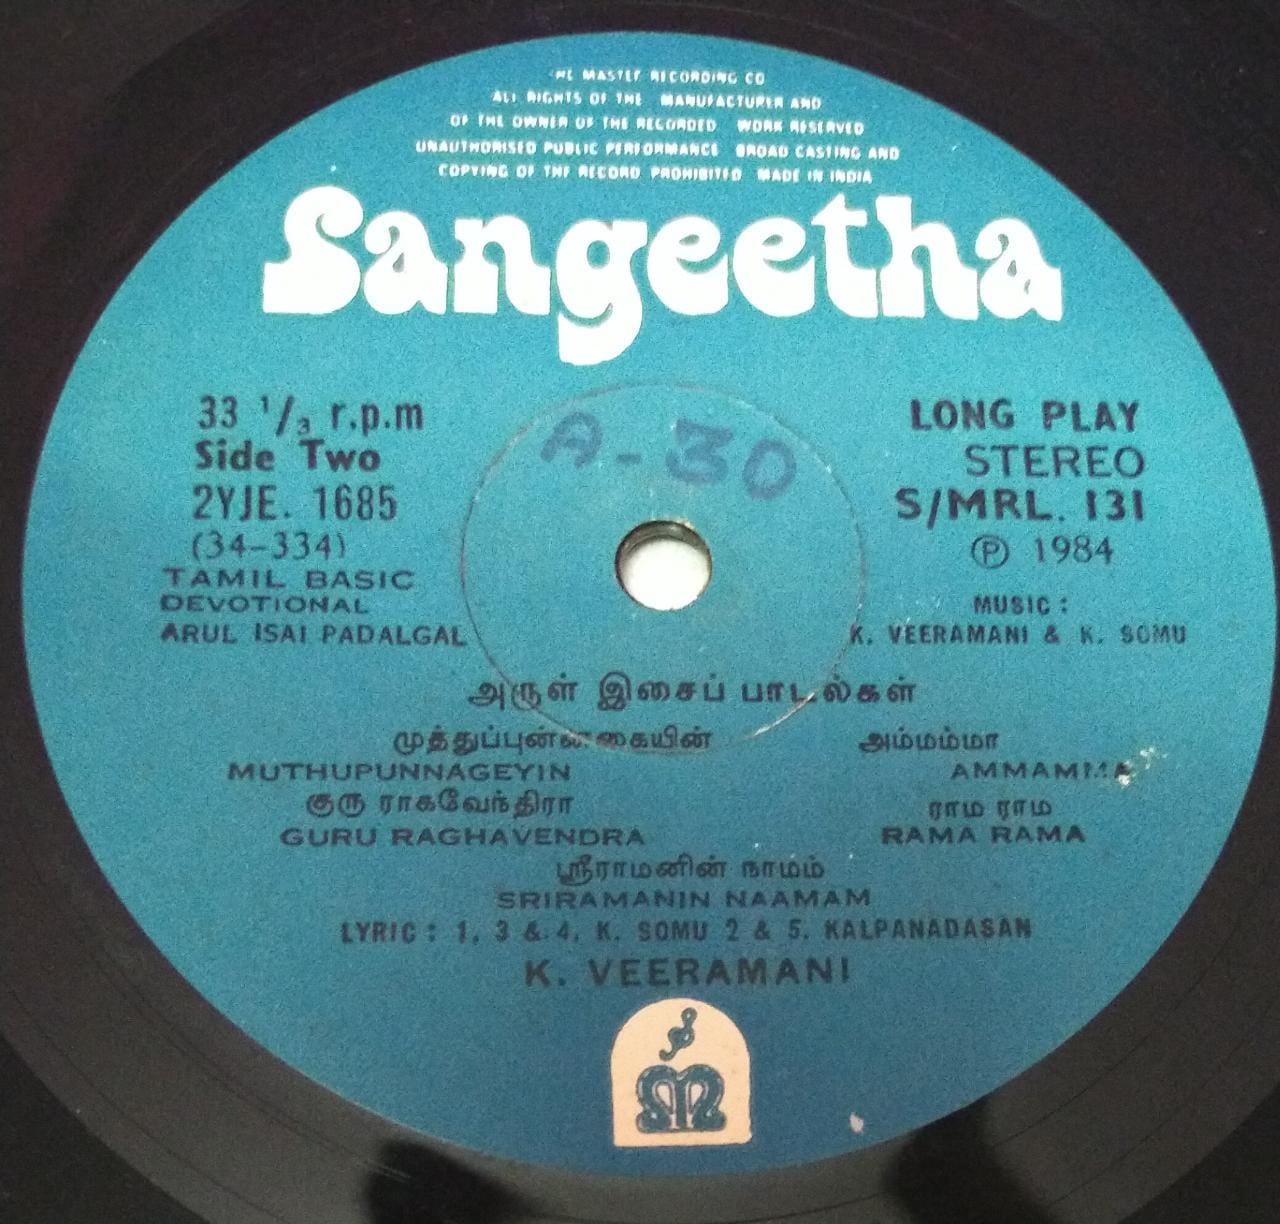 THE MASTER RECORDING CO
ALL RIGHTS OF THE MANUFACTURER AND
OF THE OWNER OF THE RECORDED WORK RESERVED
UNAUTHORISED PUBLIC PERFORMANCE BROAD CASTING AND
COPYING OF THE RECORD PROHIBITED MADE IN INDIA
Sangeetha
A-30
33 1/3 r.p.m
Side Two
2YJE. 1685
(34-334)
TAMIL BASIC
DEVOTIONAL
ARUL ISAI PADALGAL
LONG PLAY
STEREO
S/MRL. 131
Ⓟ 1984
MUSIC :
K. VEERAMANI & K. SOMU
அருள் இசைப் பாடல்கள்
முத்துப்புன்னகையின் அம்மம்மா
MUTHUPUNNAGEYIN AMMAMMA
குரு ராகவேந்திரா ராம ராம
GURU RAGHAVENDRA RAMA RAMA
ஸ்ரீராமனின் நாமம்
SRIRAMANIN NAAMAM
LYRIC : 1, 3 & 4, K. SOMU 2 & 5. KALPANADASAN
K. VEERAMANI